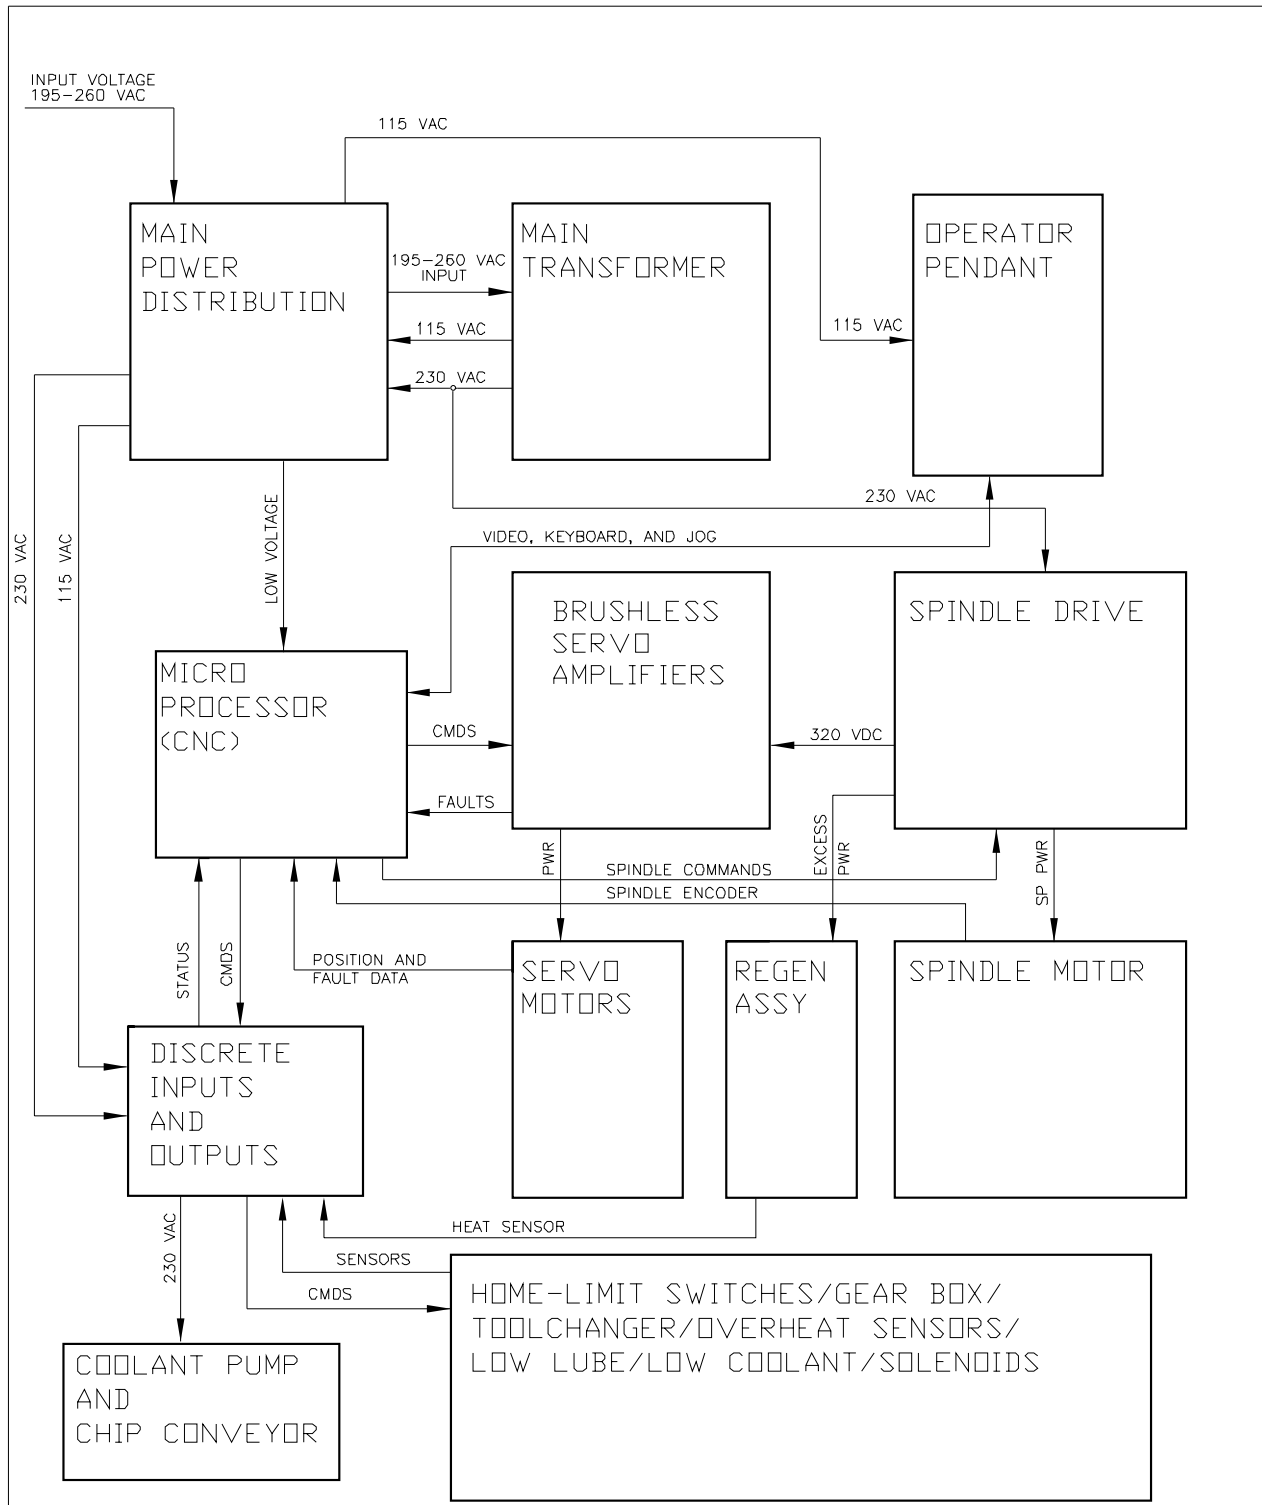 INPUT VOLTAGE
195-260 VAC
115 VAC
MAIN
POWER
DISTRIBUTION
195-260 VAC
INPUT
115 VAC
230 VAC
MAIN
TRANSFORMER
115 VAC
OPERATOR
PENDANT
230 VAC
115 VAC
LOW VOLTAGE
230 VAC
VIDEO, KEYBOARD, AND JOG
MICRO
PROCESSOR
(CNC)
CMDS
FAULTS
BRUSHLESS
SERVO
AMPLIFIERS
320 VDC
SPINDLE DRIVE
PWR
EXCESS
PWR
SP PWR
SPINDLE COMMANDS
SPINDLE ENCODER
STATUS
CMDS
POSITION AND
FAULT DATA
SERVO
MOTORS
REGEN
ASSY
SPINDLE MOTOR
DISCRETE
INPUTS
AND
OUTPUTS
HEAT SENSOR
230 VAC
SENSORS
CMDS
HOME-LIMIT SWITCHES/GEAR BOX/
TOOLCHANGER/OVERHEAT SENSORS/
LOW LUBE/LOW COOLANT/SOLENOIDS
COOLANT PUMP
AND
CHIP CONVEYOR